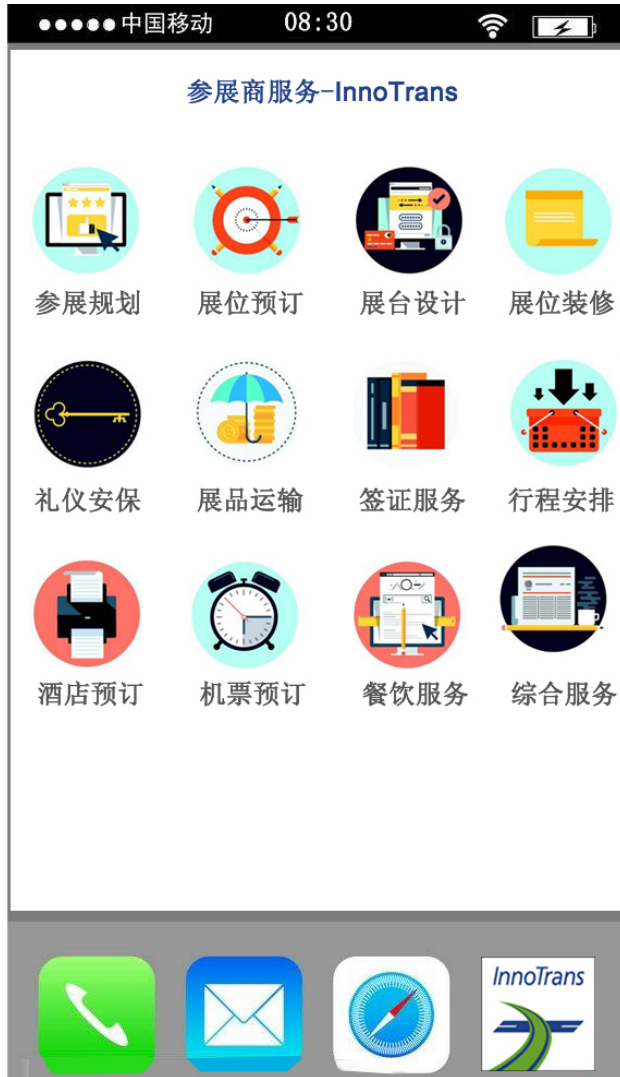 ●●●●●中国移动 08:30
参展商服务-InnoTrans
参展规划 展位预订 展台设计 展位装修
礼仪安保 展品运输 签证服务 行程安排
酒店预订 机票预订 餐饮服务 综合服务
InnoTrans